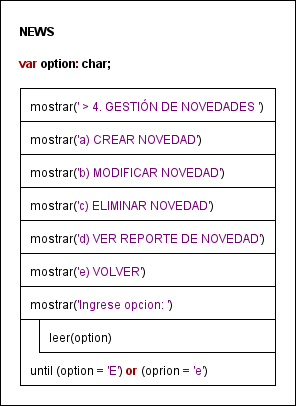 NEWS
var option: char;
mostrar(' > 4. GESTIÓN DE NOVEDADES ')
mostrar('a) CREAR NOVEDAD')
mostrar('b) MODIFICAR NOVEDAD')
mostrar('c) ELIMINAR NOVEDAD')
mostrar('d) VER REPORTE DE NOVEDAD')
mostrar('e) VOLVER')
mostrar('Ingrese opcion: ')
leer(option)
until (option = 'E') or (oprion = 'e')